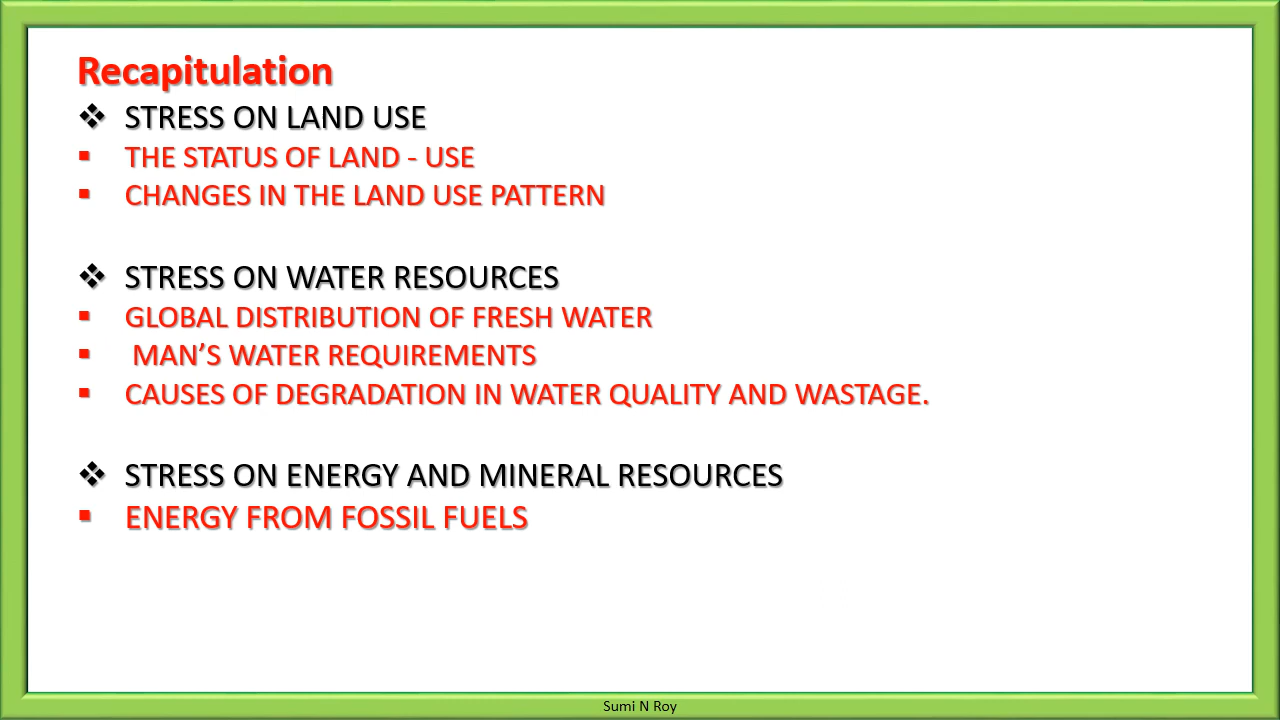 Recapitulation
❖ STRESS ON LAND USE
▪ THE STATUS OF LAND - USE
▪ CHANGES IN THE LAND USE PATTERN
❖ STRESS ON WATER RESOURCES
▪ GLOBAL DISTRIBUTION OF FRESH WATER
▪ MAN’S WATER REQUIREMENTS
▪ CAUSES OF DEGRADATION IN WATER QUALITY AND WASTAGE.
❖ STRESS ON ENERGY AND MINERAL RESOURCES
▪ ENERGY FROM FOSSIL FUELS
Sumi N Roy